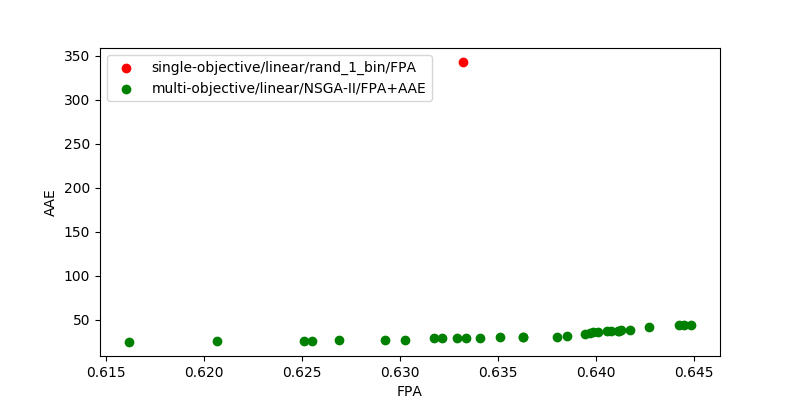 single-objective/linear/rand_1_bin/FPA
multi-objective/linear/NSGA-II/FPA+AAE
AAE
350
300
250
200
150
100
50
0.615 0.620 0.625 0.630 0.635 0.640 0.645
FPA